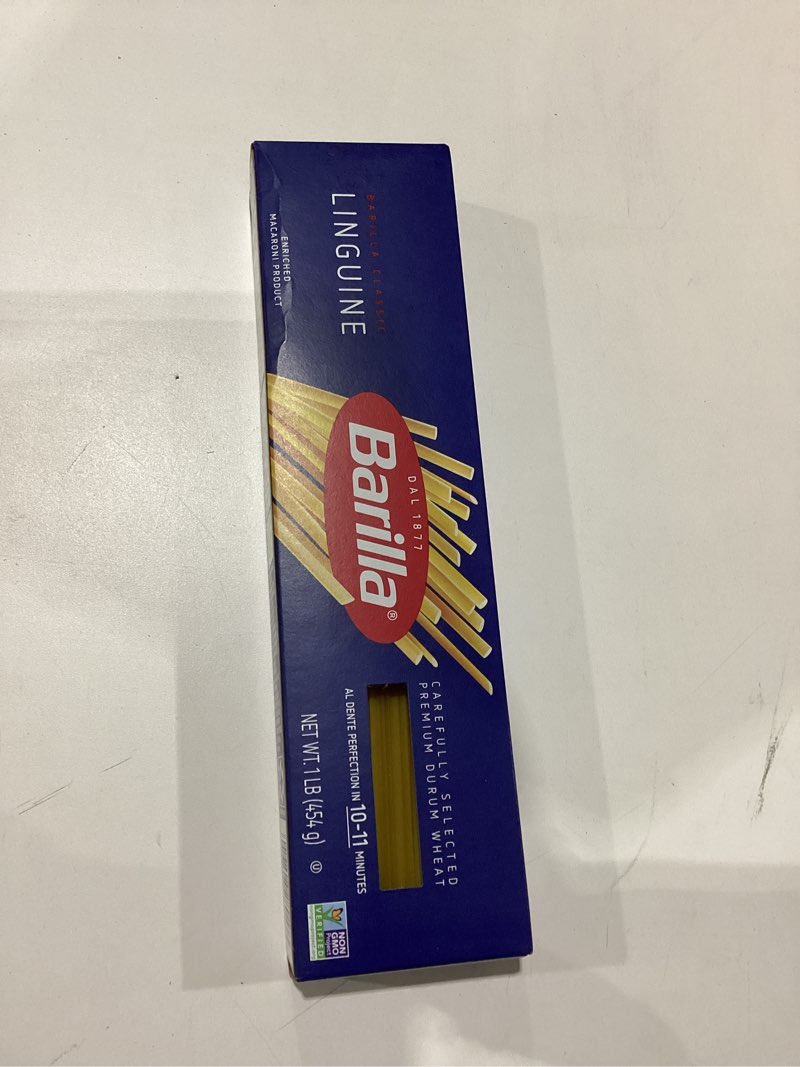 BARILLA CLASSIC
LINGUINE
ENRICHED
MACARONI PRODUCT
DAL 1877
Barilla®
CAREFULLY SELECTED
PREMIUM DURUM WHEAT
AL DENTE PERFECTION IN 10-11 MINUTES
NET WT. 1 LB (454 g) U
NON
GMO
Project
VERIFIED